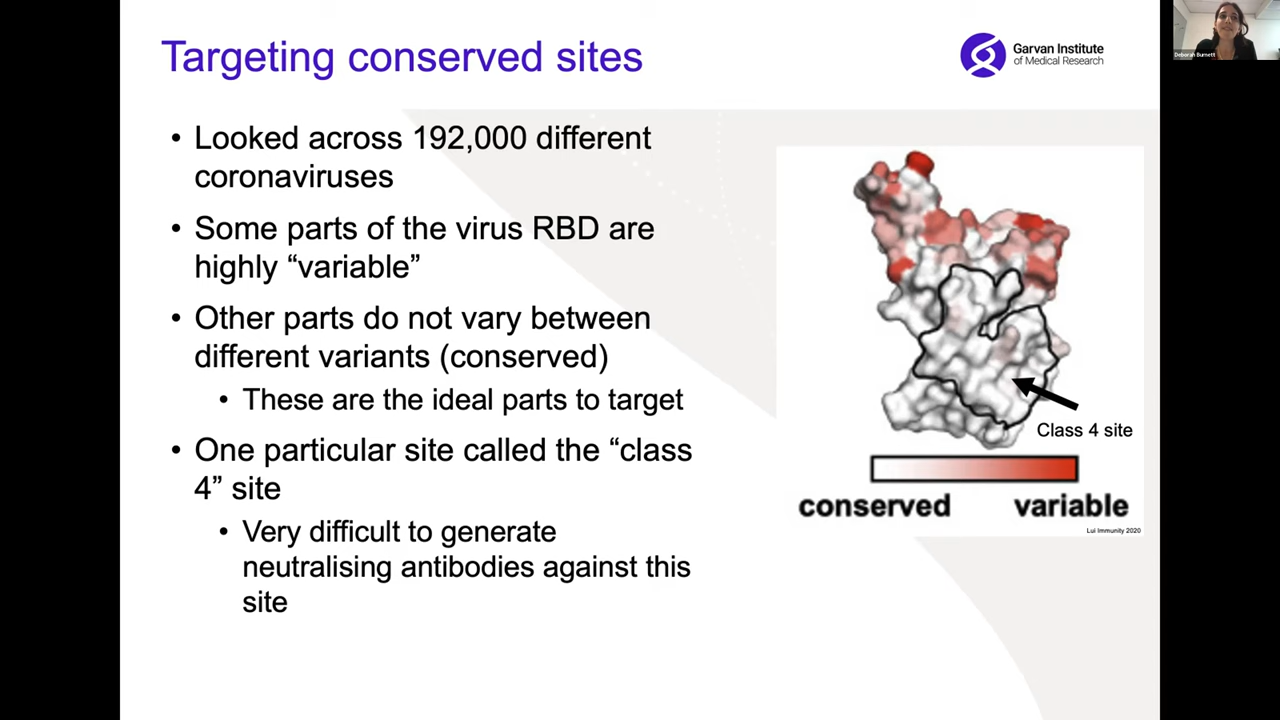 Targeting conserved sites
Garvan Institute
of Medical Research
Deborah Burnett
• Looked across 192,000 different
coronaviruses
• Some parts of the virus RBD are
highly “variable”
• Other parts do not vary between
different variants (conserved)
• These are the ideal parts to target
• One particular site called the “class
4” site
• Very difficult to generate
neutralising antibodies against this
site
Class 4 site
conserved variable
Lui Immunity 2020